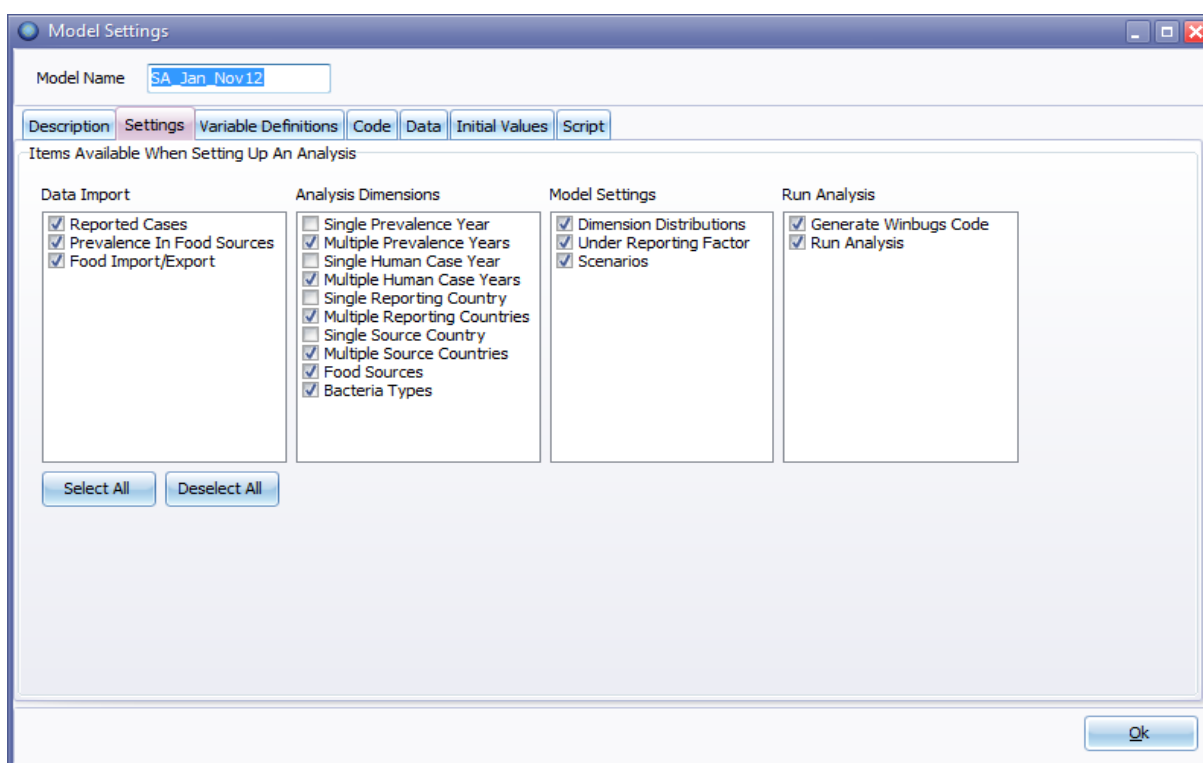 Model Settings
Model Name SA_Jan_Nov12
Description Settings Variable Definitions Code Data Initial Values Script
Items Available When Setting Up An Analysis
Data Import
Reported Cases
Prevalence In Food Sources
Food Import/Export
Analysis Dimensions
Single Prevalence Year
Multiple Prevalence Years
Single Human Case Year
Multiple Human Case Years
Single Reporting Country
Multiple Reporting Countries
Single Source Country
Multiple Source Countries
Food Sources
Bacteria Types
Model Settings
Dimension Distributions
Under Reporting Factor
Scenarios
Run Analysis
Generate Winbugs Code
Run Analysis
Select All Deselect All
Ok